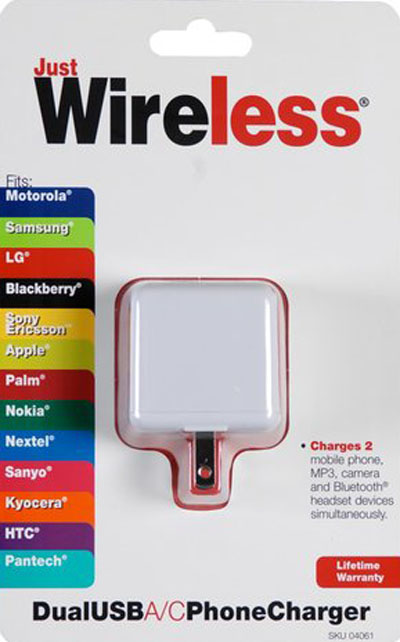 Just
Wireless®
Fits:
Motorola®
Samsung®
LG®
Blackberry®
Sony
Ericsson®
Apple®
Palm®
Nokia®
Nextel®
Sanyo®
Kyocera®
HTC®
Pantech®
• Charges 2
mobile phone,
MP3, camera
and Bluetooth®
headset devices
simultaneously.
Lifetime
Warranty
DualUSBA/CPhoneCharger
SKU 04061